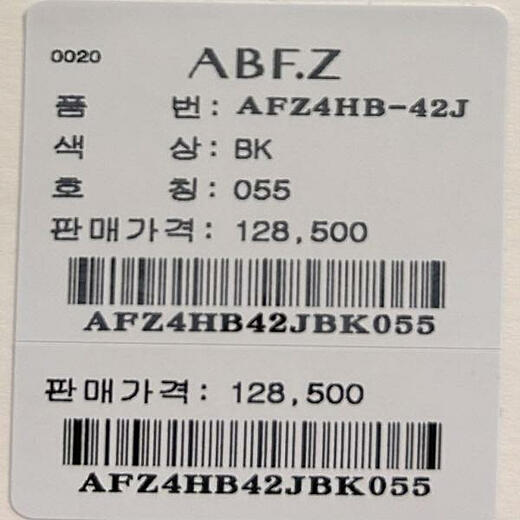 0020 ABF.Z
품 번: AFZ4HB-42J
색 상: BK
호 칭: 055
판매가격: 128,500
AFZ4HB42JBK055
판매가격: 128,500
AFZ4HB42JBK055